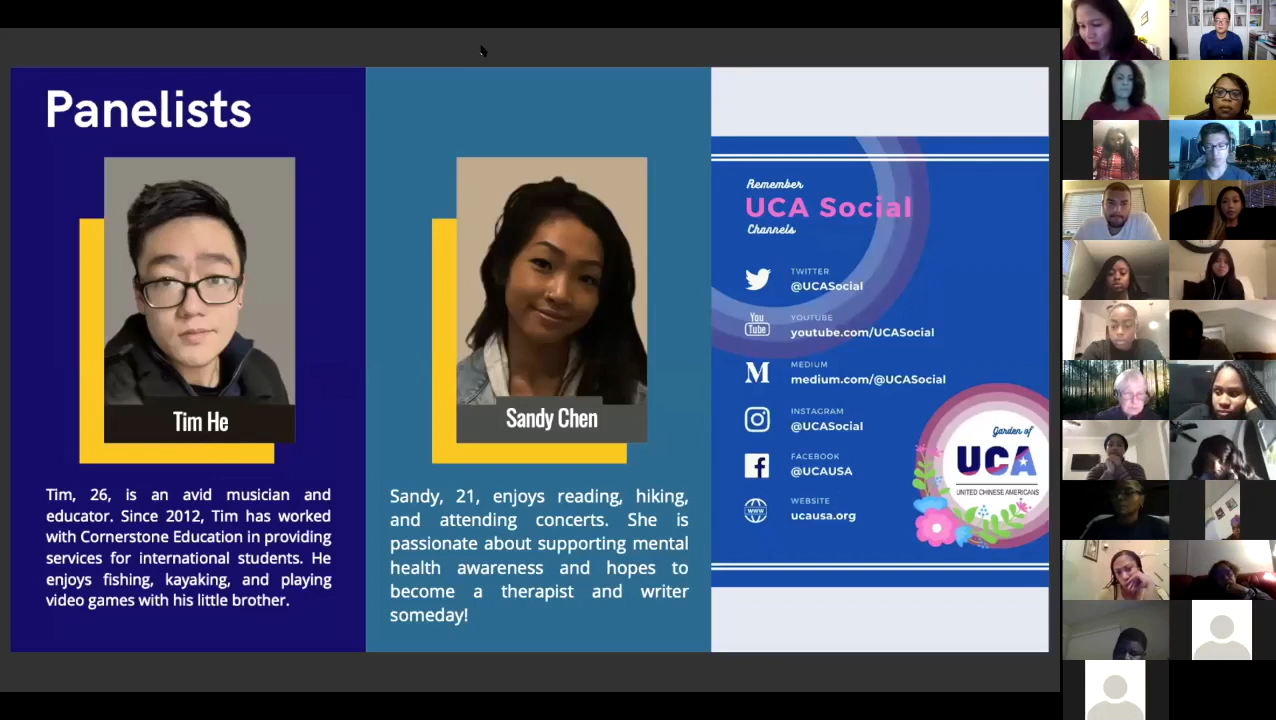 Panelists
Tim He
Tim, 26, is an avid musician and
educator. Since 2012, Tim has worked
with Cornerstone Education in providing
services for international students. He
enjoys fishing, kayaking, and playing
video games with his little brother.
Sandy Chen
Sandy, 21, enjoys reading, hiking,
and attending concerts. She is
passionate about supporting mental
health awareness and hopes to
become a therapist and writer
someday!
Remember
UCA Social
Channels
TWITTER
@UCASocial
You
Tube
YOUTUBE
youtube.com/UCASocial
M
MEDIUM
medium.com/@UCASocial
INSTAGRAM
@UCASocial
f
FACEBOOK
@UCAUSA
www
WEBSITE
ucausa.org
Garden of
UCA
UNITED CHINESE AMERICANS